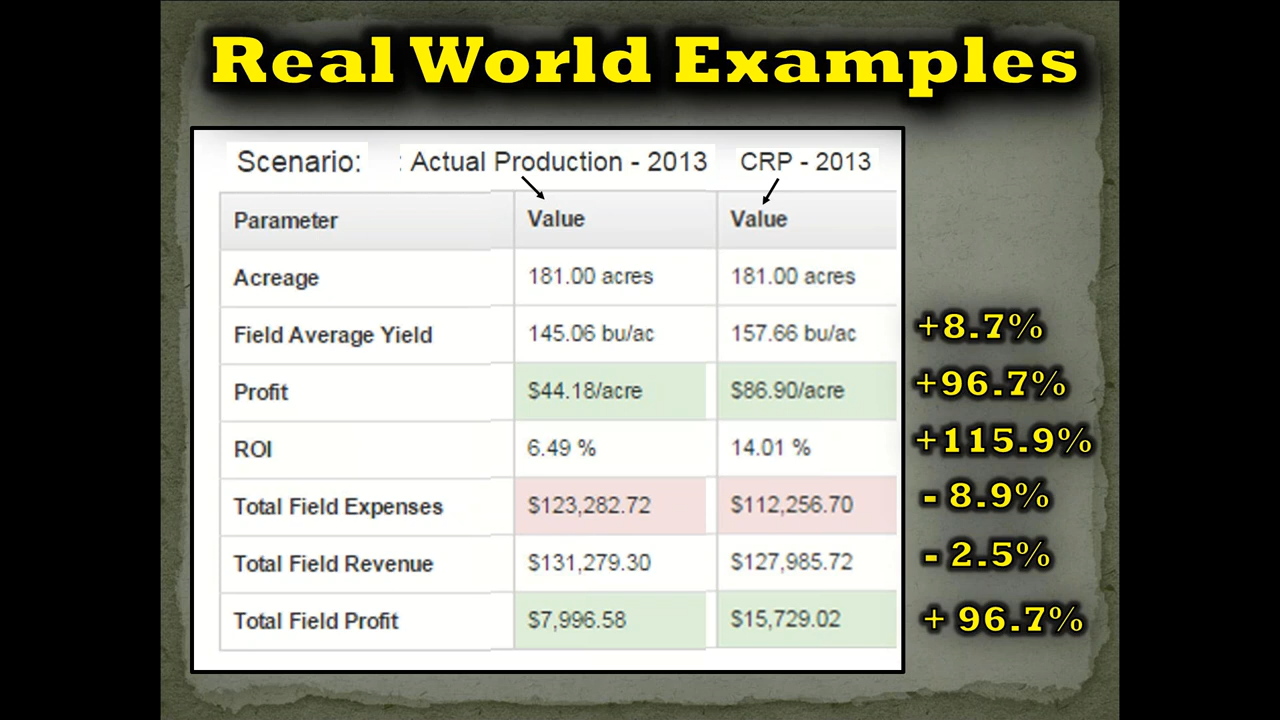 Real World Examples
Scenario: : Actual Production - 2013 CRP - 2013
Parameter Value Value
Acreage 181.00 acres 181.00 acres
Field Average Yield 145.06 bu/ac 157.66 bu/ac +8.7%
Profit $44.18/acre $86.90/acre +96.7%
ROI 6.49 % 14.01 % +115.9%
Total Field Expenses $123,282.72 $112,256.70 - 8.9%
Total Field Revenue $131,279.30 $127,985.72 - 2.5%
Total Field Profit $7,996.58 $15,729.02 + 96.7%